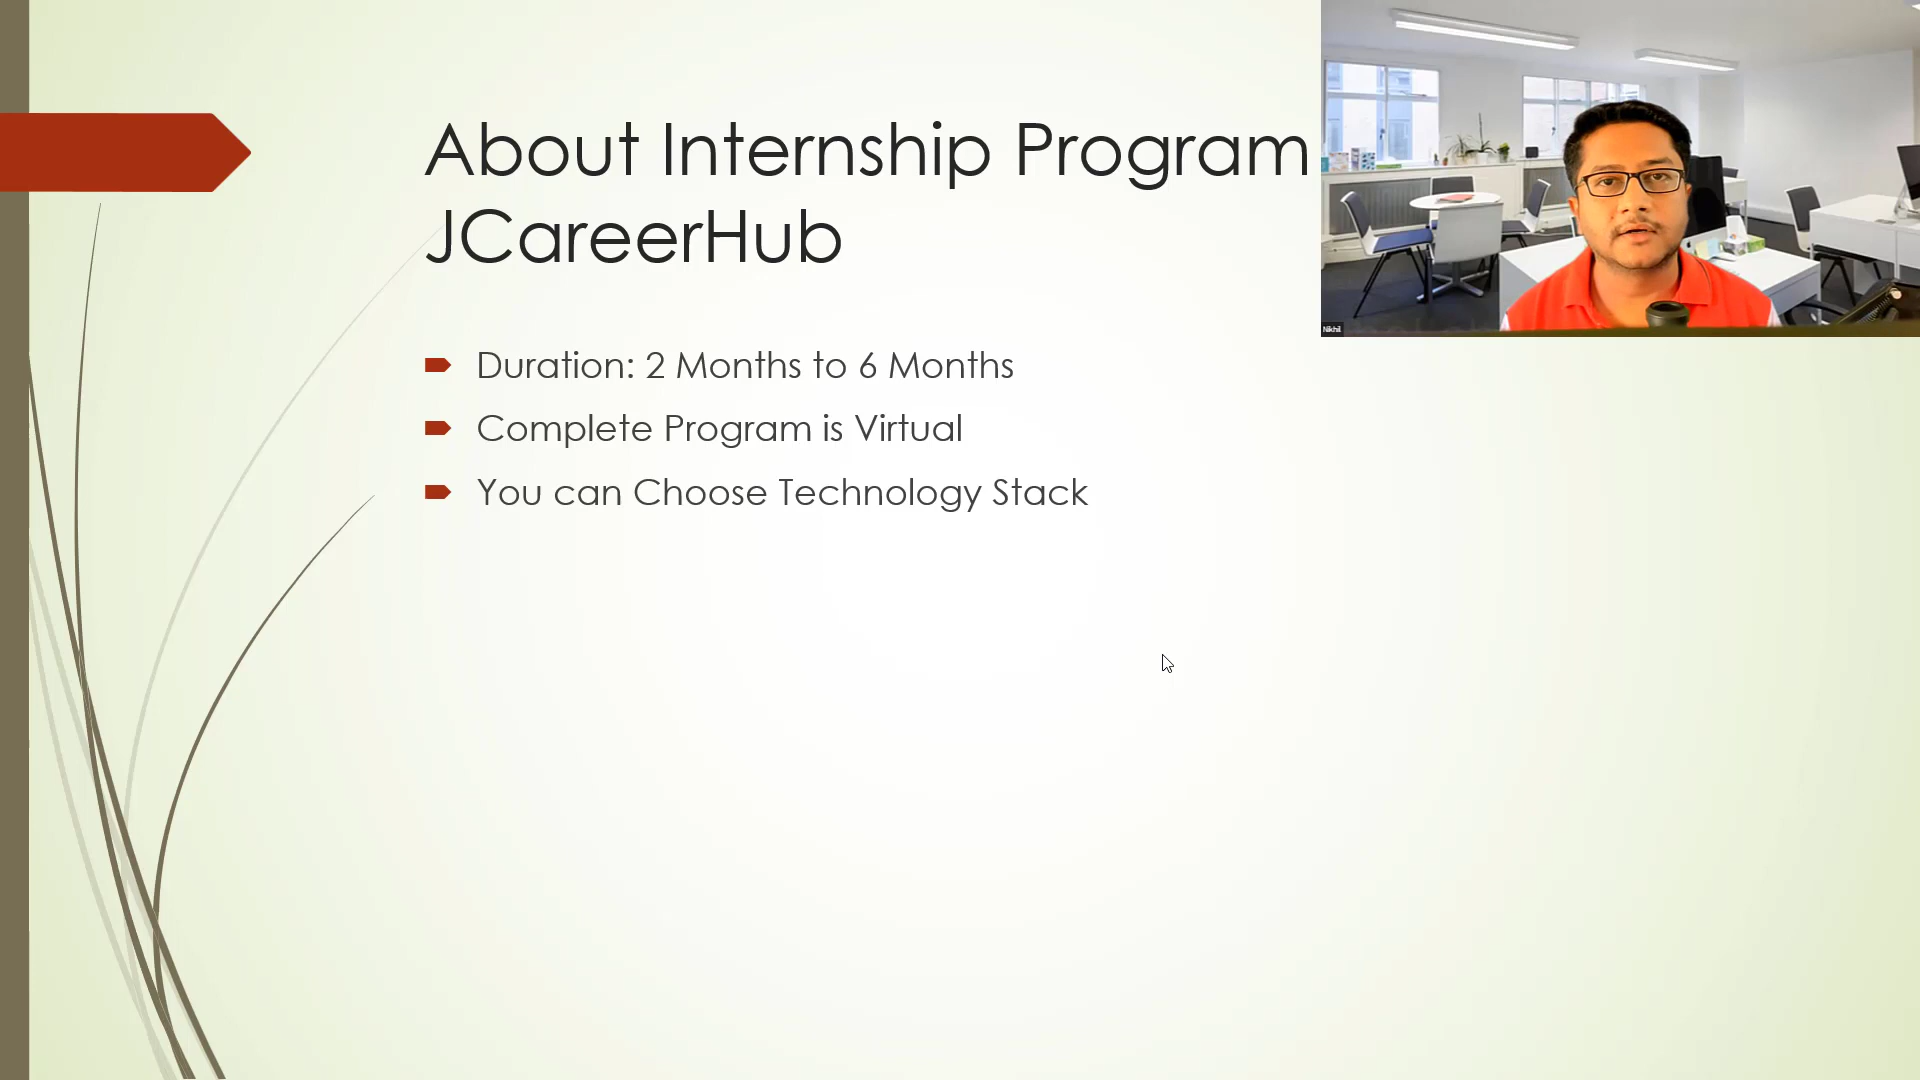 About Internship Program
JCareerHub
Duration: 2 Months to 6 Months
Complete Program is Virtual
You can Choose Technology Stack
Nikhil